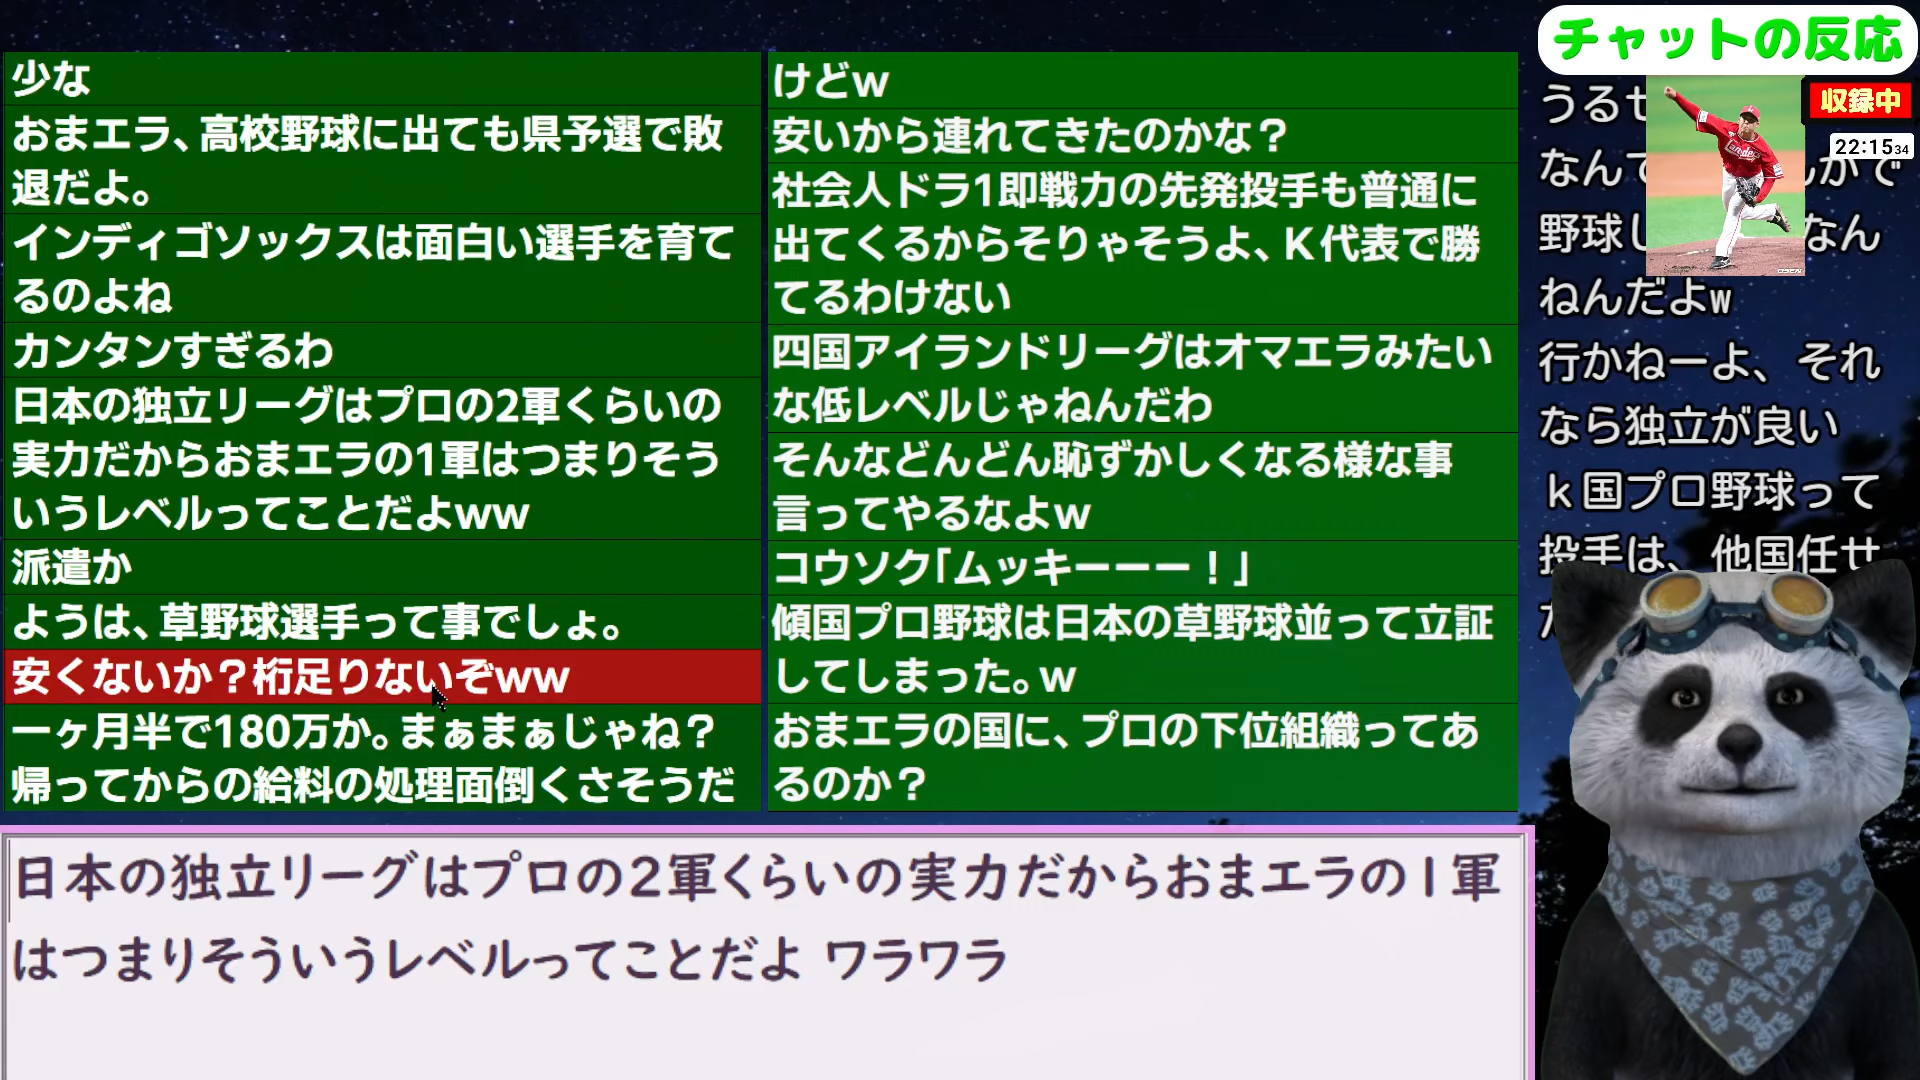 少な
おまエラ、高校野球に出ても県予選で敗
退だよ。
インディゴソックスは面白い選手を育て
るのよね
カンタンすぎるわ
日本の独立リーグはプロの2軍くらいの
実力だからおまエラの1軍はつまりそう
いうレベルってことだよww
派遣か
ようは、草野球選手って事でしょ。
安くないか？桁足りないぞww
一ヶ月半で180万か。まぁまぁじゃね？
帰ってからの給料の処理面倒くさそうだ
けどw
安いから連れてきたのかな？
社会人ドラ1即戦力の先発投手も普通に
出てくるからそりゃそうよ、K代表で勝
てるわけない
四国アイランドリーグはオマエラみたい
な低レベルじゃねんだわ
そんなどんどん恥ずかしくなる様な事
言ってやるなよw
コウソク「ムッキーーー！」
傾国プロ野球は日本の草野球並って立証
してしまった。w
おまエラの国に、プロの下位組織ってあ
るのか？
チャットの反応
収録中
22:15 34
うるせ
なんて
んかで
野球し
なん
ねんだよw
行かねーよ、それ
なら独立が良い
ｋ国プロ野球って
投手は、他国任せ
Landers
OSEN
日本の独立リーグはプロの2軍くらいの実力だからおまエラの1軍
はつまりそういうレベルってことだよ ワラワラ